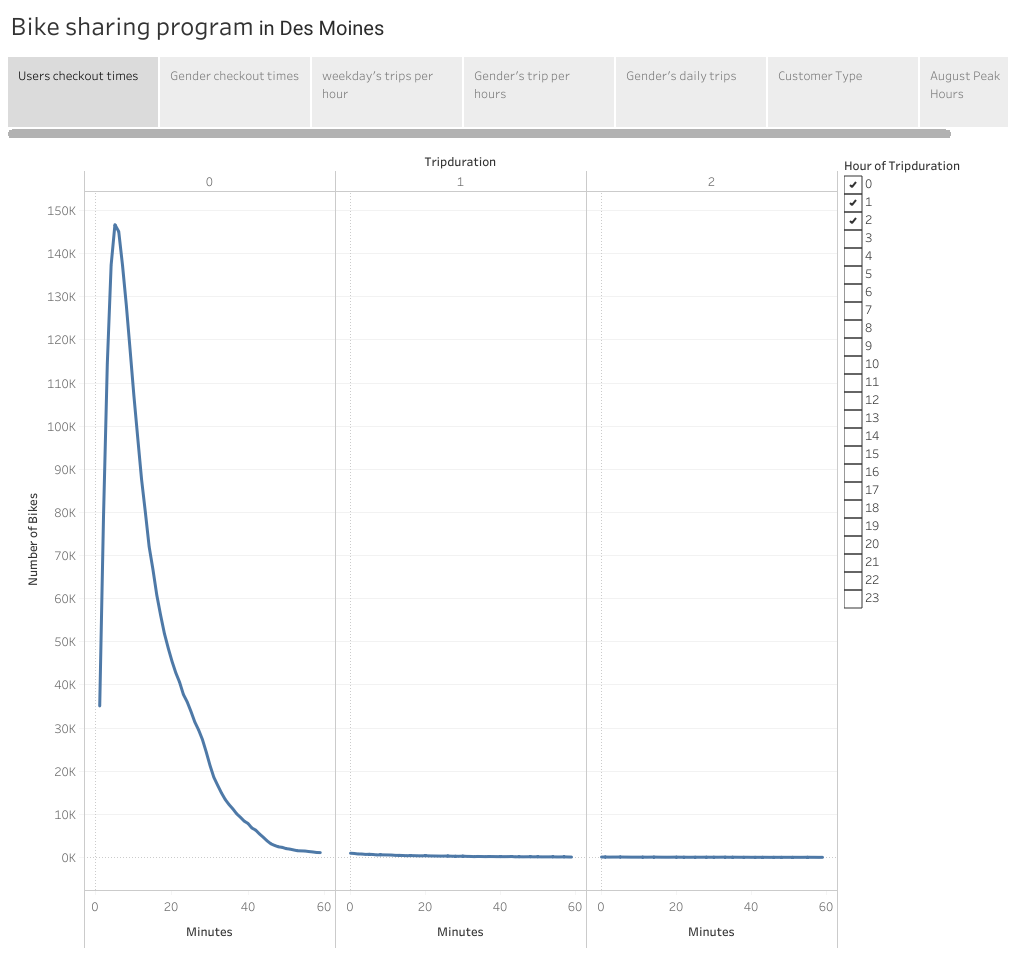 Bike sharing program in Des Moines
Users checkout times
Gender checkout times
weekday's trips per
hour
Gender's trip per
hours
Gender's daily trips
Customer Type
August Peak
Hours
Tripduration
0
1
2
150K
140K
130K
120K
110K
100K
90K
80K
70K
60K
50K
40K
30K
20K
10K
0K
Number of Bikes
0 20 40 60
0 20 40 60
0 20 40 60
Minutes
Minutes
Minutes
Hour of Tripduration
0
1
2
3
4
5
6
7
8
9
10
11
12
13
14
15
16
17
18
19
20
21
22
23